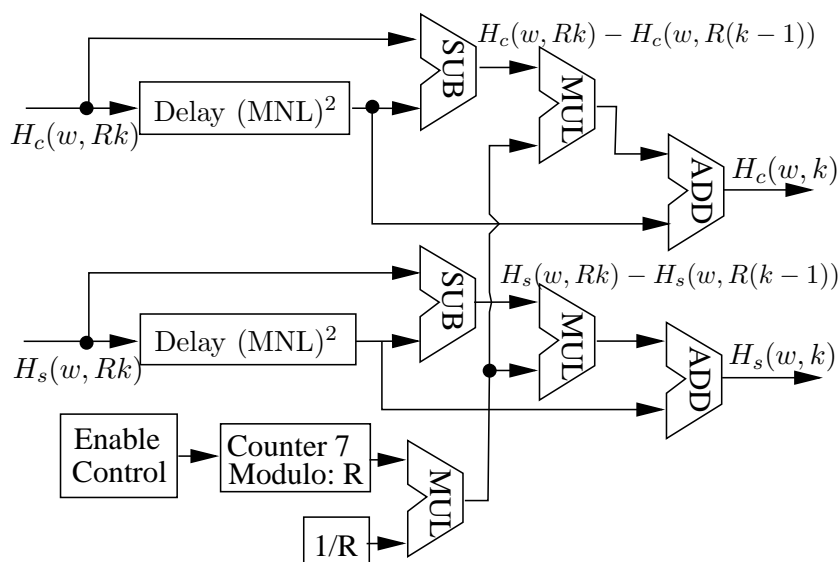 H_c(w, Rk) − H_c(w, R(k − 1))
SUB
MUL
Delay (MNL)²
H_c(w, Rk)
ADD
H_c(w, k)
H_s(w, Rk) − H_s(w, R(k − 1))
SUB
MUL
Delay (MNL)²
H_s(w, Rk)
ADD
H_s(w, k)
Enable
Control
Counter 7
Modulo: R
MUL
1/R